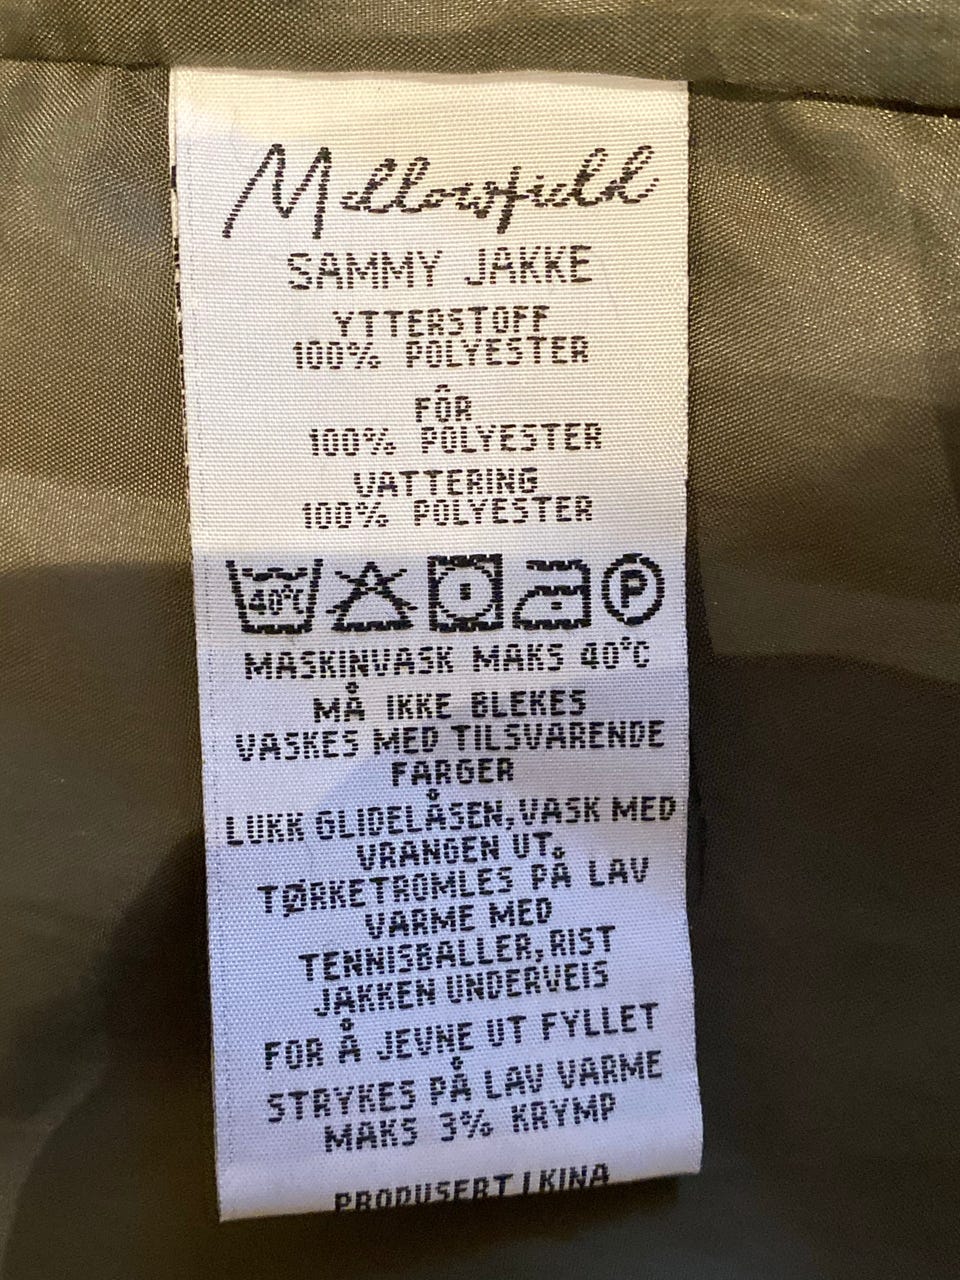 Mellowfield
SAMMY JAKKE
YTTERSTOFF
100% POLYESTER
FÔR
100% POLYESTER
VATTERING
100% POLYESTER
40°C P
MASKINVASK MAKS 40°C
MÅ IKKE BLEKES
VASKES MED TILSVARENDE
FARGER
LUKK GLIDELÅSEN, VASK MED
VRANGEN UT.
TØRKETROMLES PÅ LAV
VARME MED
TENNISBALLER, RIST
JAKKEN UNDERVEIS
FOR Å JEVNE UT FYLLET
STRYKES PÅ LAV VARME
MAKS 3% KRYMP
PRODUSERT I KINA